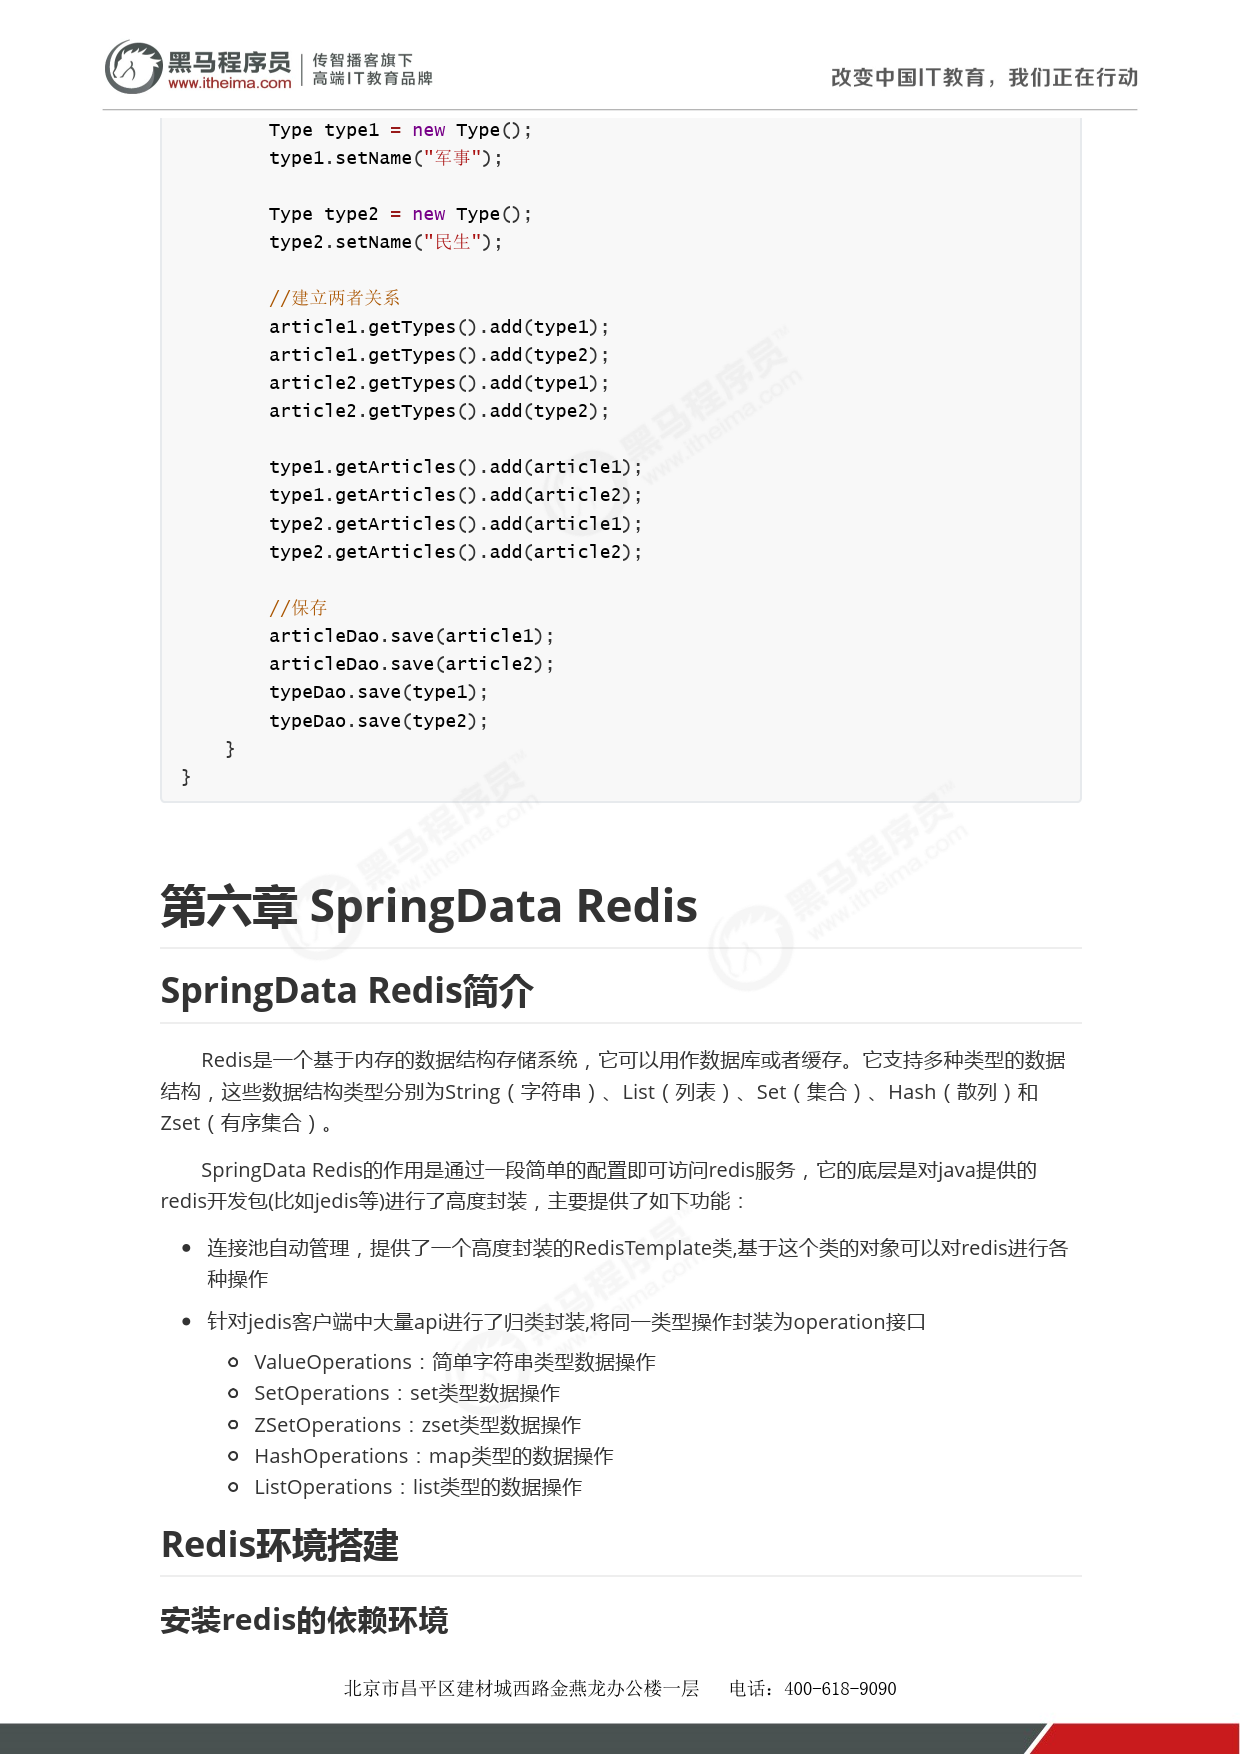 黑马程序员
www.itheima.com
传智播客旗下
高端IT教育品牌
改变中国IT教育，我们正在行动
Type type1 = new Type();
type1.setName("军事");
Type type2 = new Type();
type2.setName("民生");
//建立两者关系
article1.getTypes().add(type1);
article1.getTypes().add(type2);
article2.getTypes().add(type1);
article2.getTypes().add(type2);
type1.getArticles().add(article1);
type1.getArticles().add(article2);
type2.getArticles().add(article1);
type2.getArticles().add(article2);
//保存
articleDao.save(article1);
articleDao.save(article2);
typeDao.save(type1);
typeDao.save(type2);
}
}
第六章 SpringData Redis
SpringData Redis简介
Redis是一个基于内存的数据结构存储系统，它可以用作数据库或者缓存。它支持多种类型的数据
结构，这些数据结构类型分别为String（字符串）、List（列表）、Set（集合）、Hash（散列）和
Zset（有序集合）。
SpringData Redis的作用是通过一段简单的配置即可访问redis服务，它的底层是对java提供的
redis开发包(比如jedis等)进行了高度封装，主要提供了如下功能：
连接池自动管理，提供了一个高度封装的RedisTemplate类,基于这个类的对象可以对redis进行各
种操作
针对jedis客户端中大量api进行了归类封装,将同一类型操作封装为operation接口
ValueOperations：简单字符串类型数据操作
SetOperations：set类型数据操作
ZSetOperations：zset类型数据操作
HashOperations：map类型的数据操作
ListOperations：list类型的数据操作
Redis环境搭建
安装redis的依赖环境
北京市昌平区建材城西路金燕龙办公楼一层 电话：400-618-9090